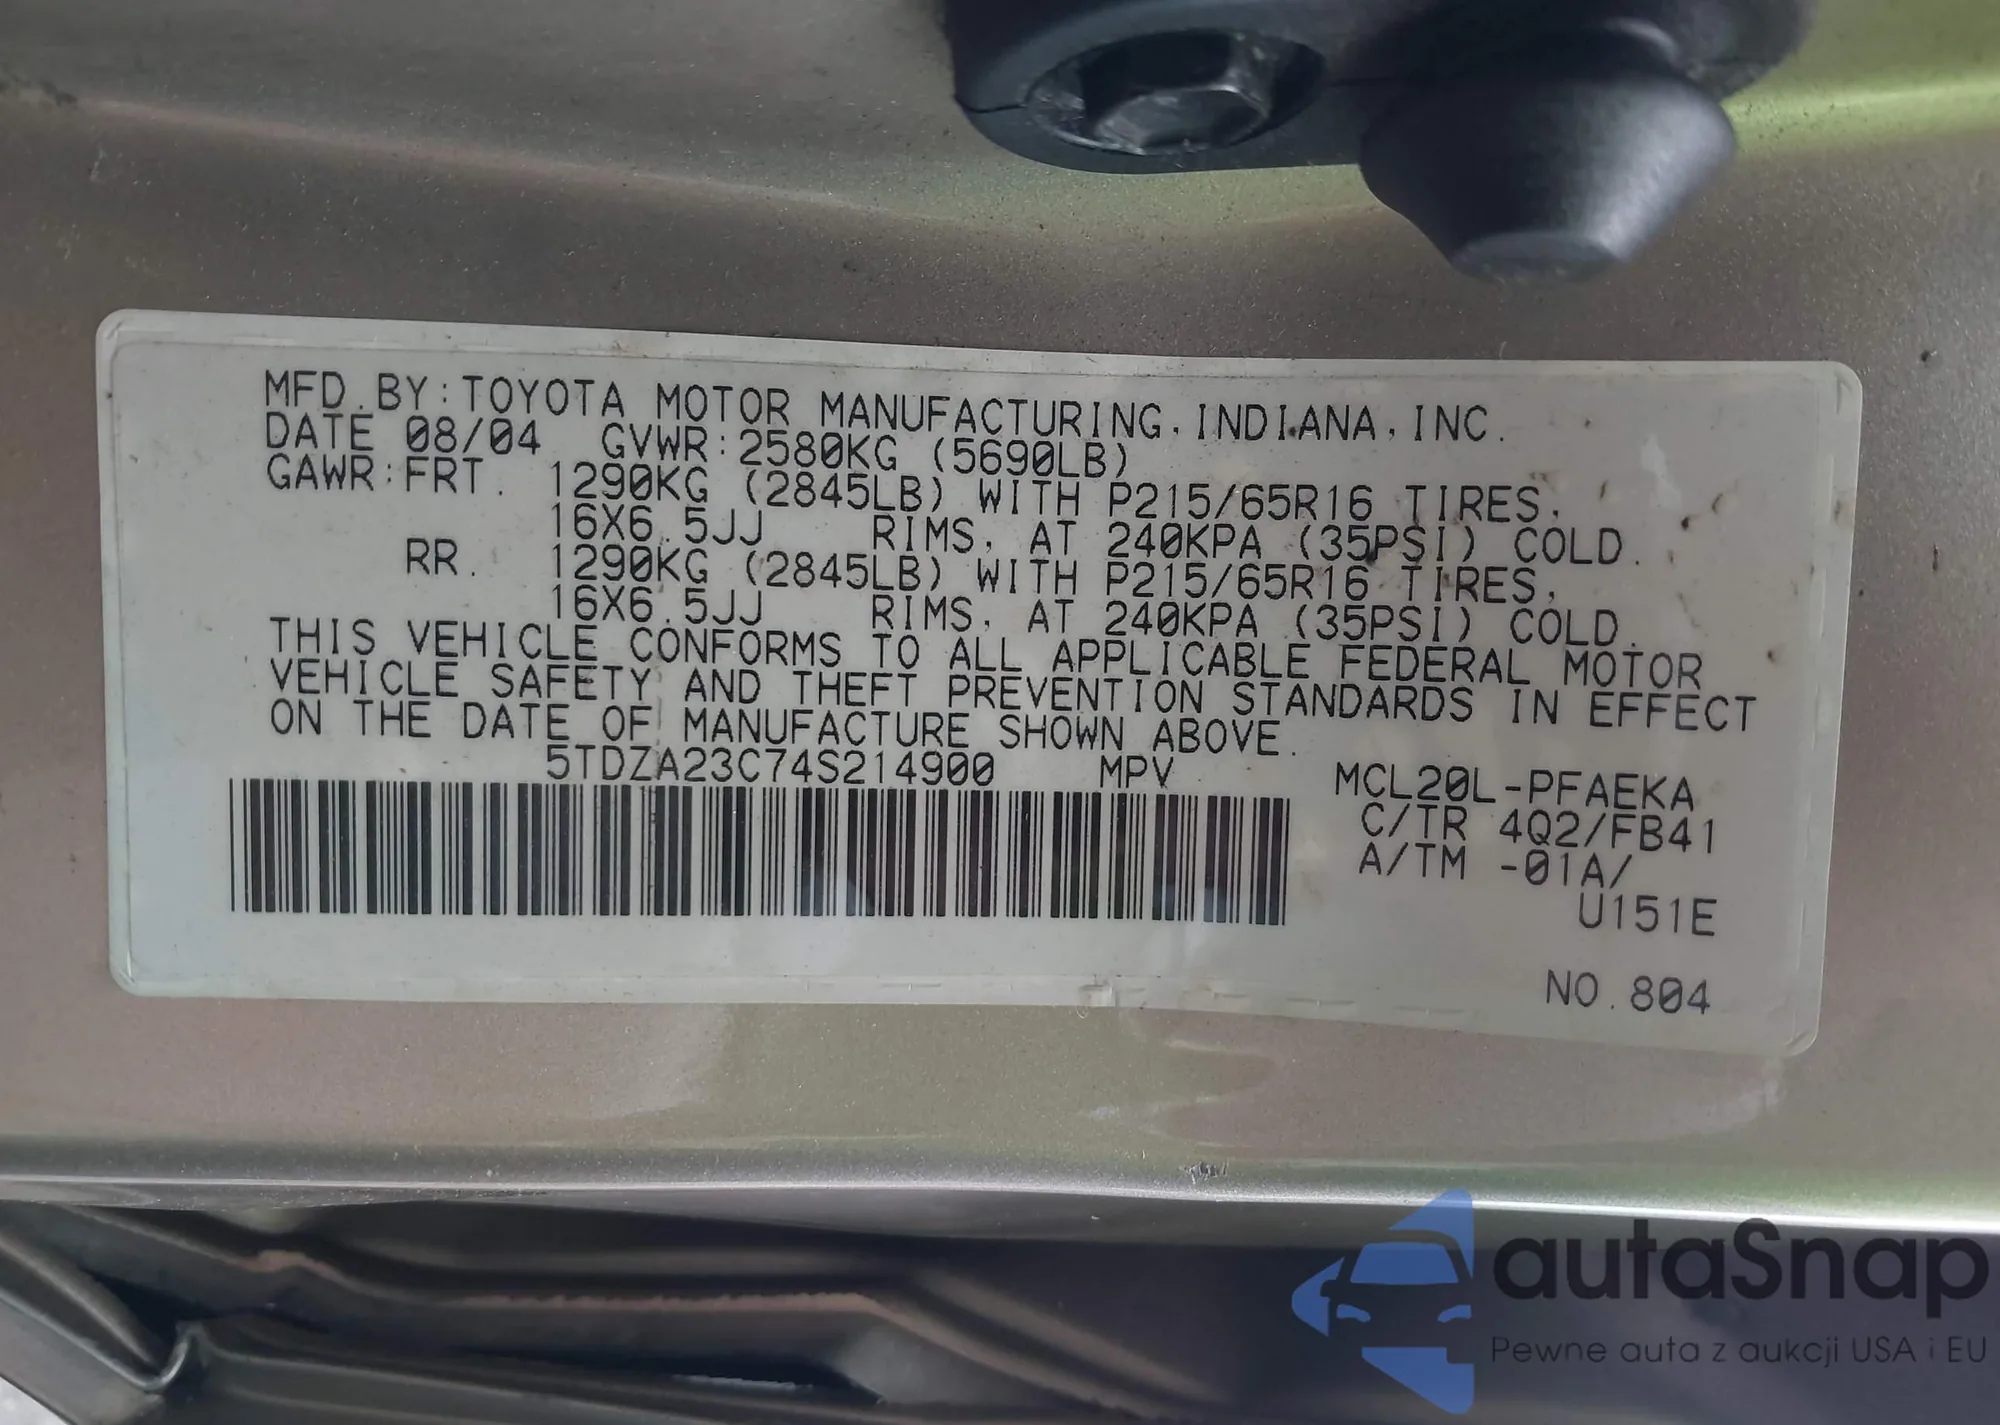 MFD.BY:TOYOTA MOTOR MANUFACTURING,INDIANA,INC.
DATE 08/04 GVWR:2580KG (5690LB)
GAWR:FRT. 1290KG (2845LB) WITH P215/65R16 TIRES,
16X6.5JJ RIMS, AT 240KPA (35PSI) COLD.
RR. 1290KG (2845LB) WITH P215/65R16 TIRES,
16X6.5JJ RIMS, AT 240KPA (35PSI) COLD.
THIS VEHICLE CONFORMS TO ALL APPLICABLE FEDERAL MOTOR
VEHICLE SAFETY AND THEFT PREVENTION STANDARDS IN EFFECT
ON THE DATE OF MANUFACTURE SHOWN ABOVE.
5TDZA23C74S214900 MPV MCL20L-PFAEKA
C/TR 4Q2/FB41
A/TM -01A/
U151E
NO.804
autaSnap
Pewne auta z aukcji USA i EU